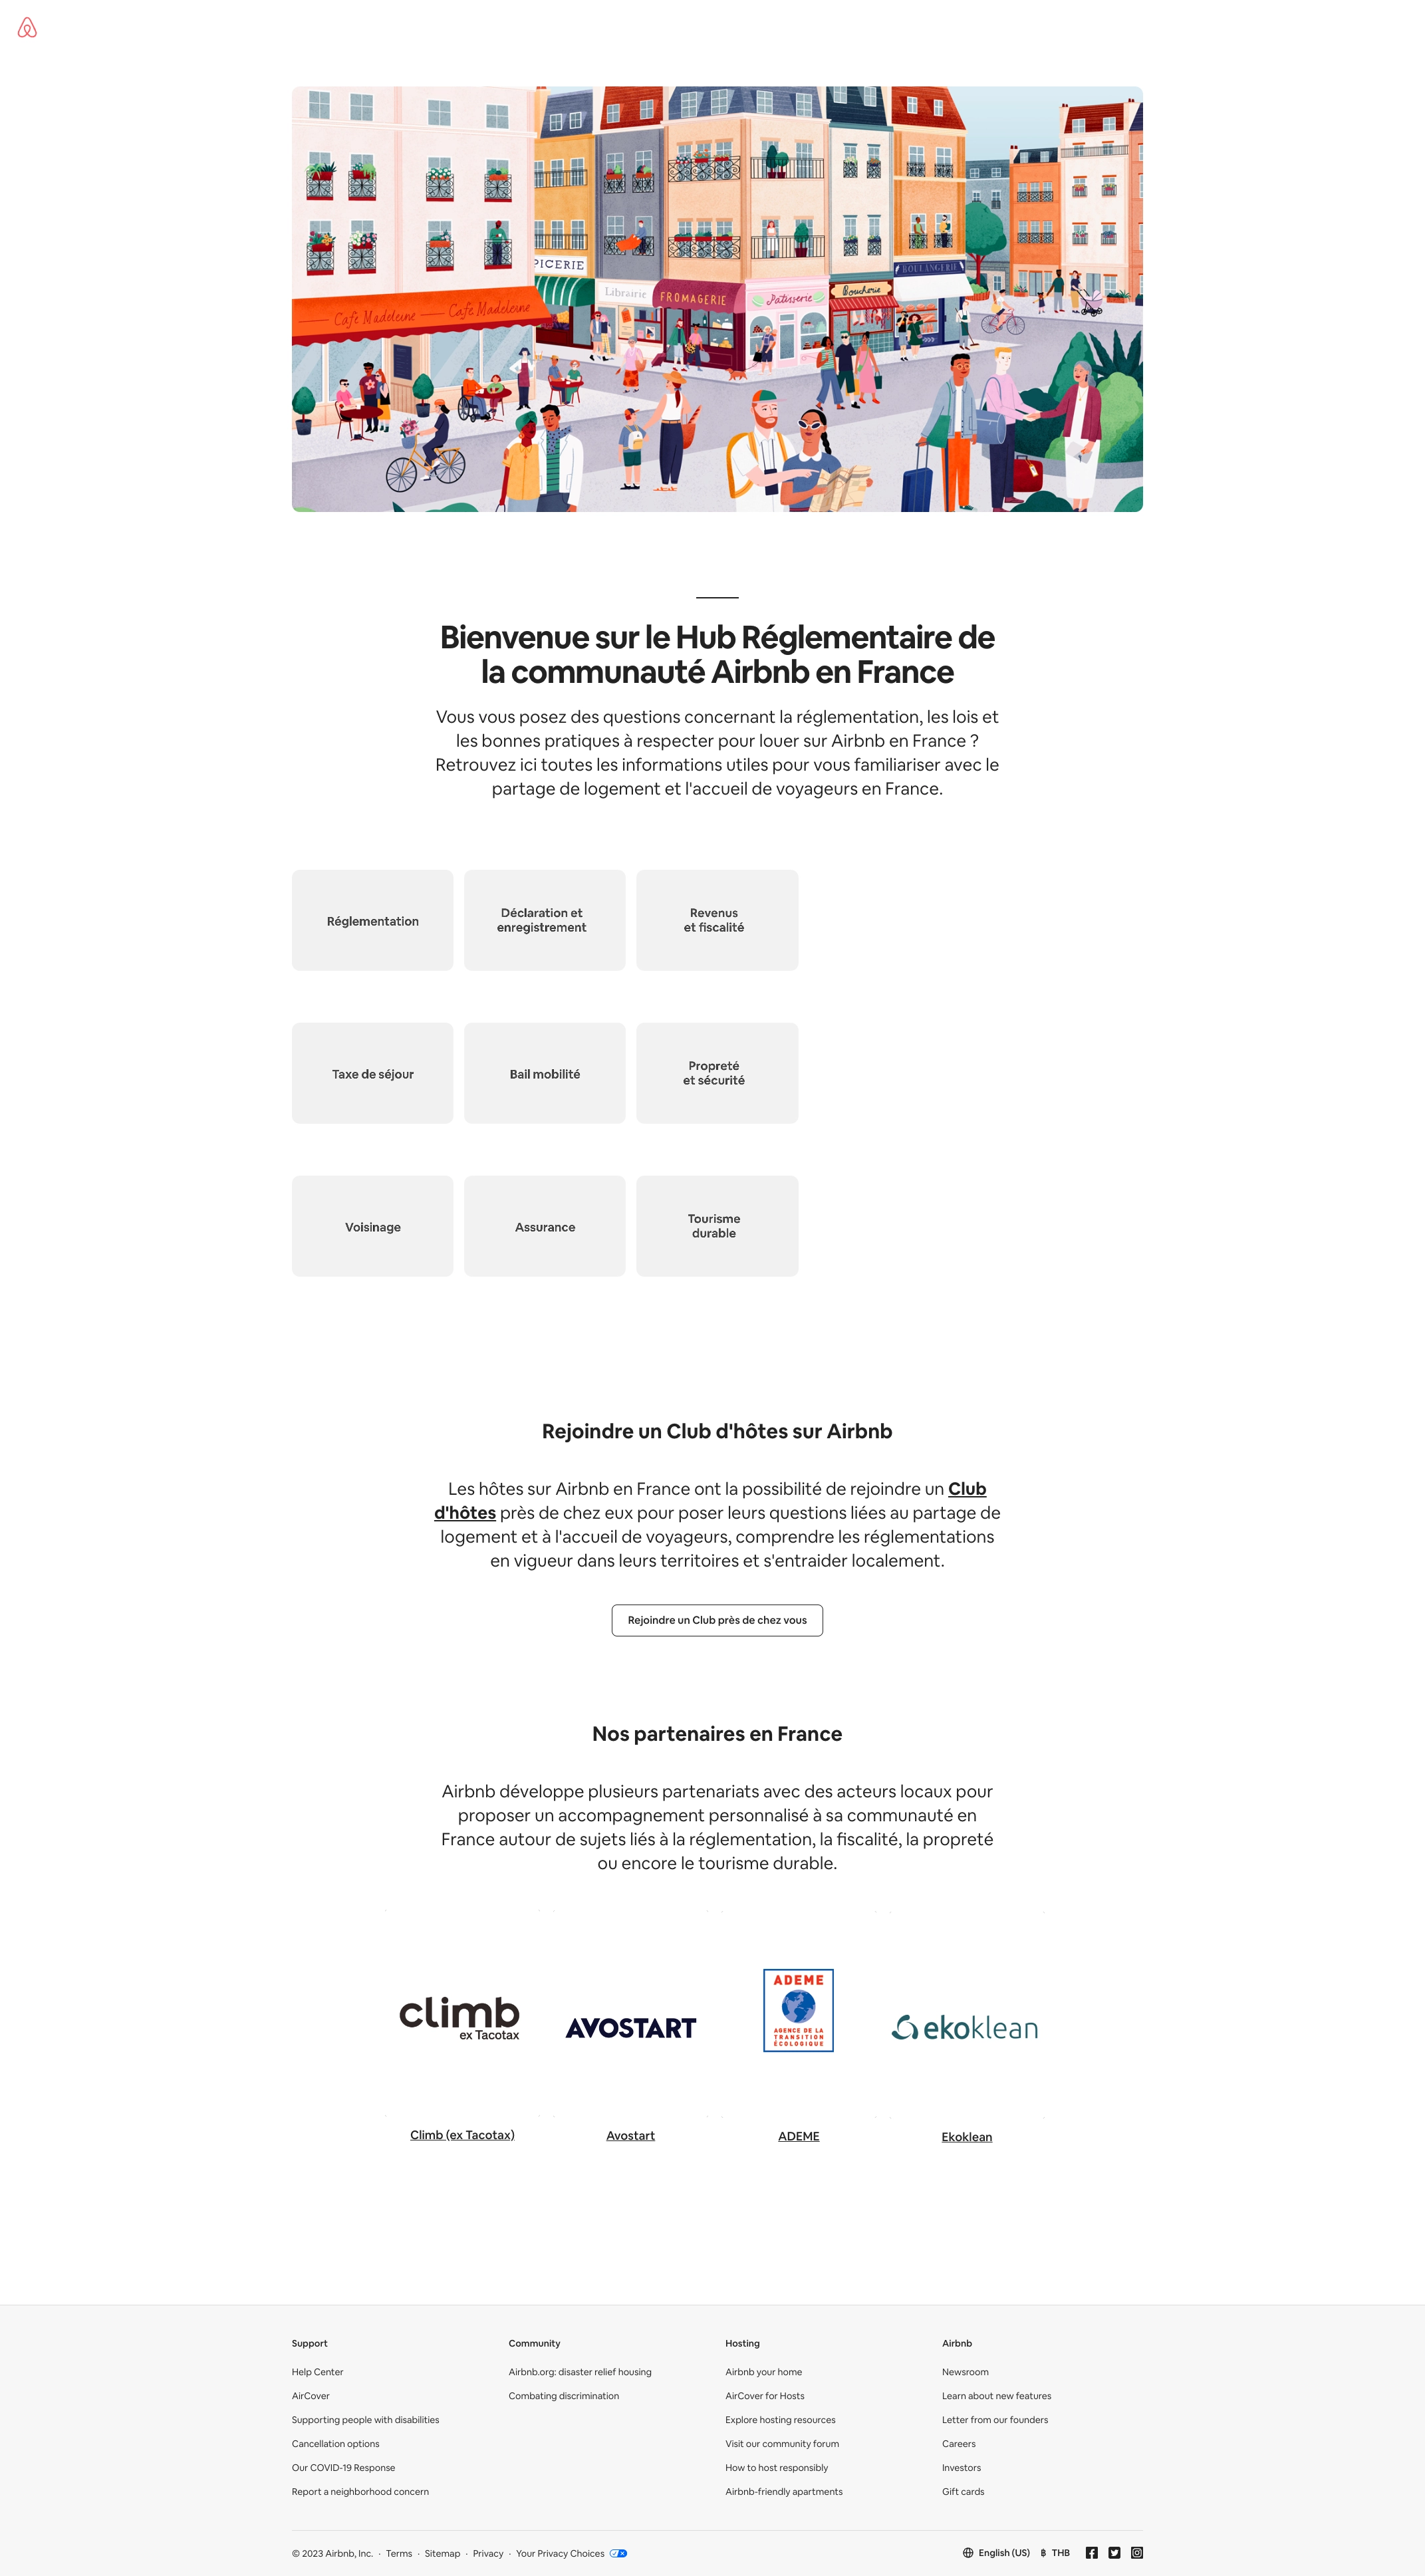 PICERIE
Librairie
FROMAGERIE
Patisserie
Boucherie
BOULANGERIE
Café Madeleine
Café Madeleine
Bienvenue sur le Hub Réglementaire de
la communauté Airbnb en France
Vous vous posez des questions concernant la réglementation, les lois et
les bonnes pratiques à respecter pour louer sur Airbnb en France ?
Retrouvez ici toutes les informations utiles pour vous familiariser avec le
partage de logement et l'accueil de voyageurs en France.
Réglementation
Déclaration et
enregistrement
Revenus
et fiscalité
Taxe de séjour
Bail mobilité
Propreté
et sécurité
Voisinage
Assurance
Tourisme
durable
Rejoindre un Club d'hôtes sur Airbnb
Les hôtes sur Airbnb en France ont la possibilité de rejoindre un Club
d'hôtes près de chez eux pour poser leurs questions liées au partage de
logement et à l'accueil de voyageurs, comprendre les réglementations
en vigueur dans leurs territoires et s'entraider localement.
Rejoindre un Club près de chez vous
Nos partenaires en France
Airbnb développe plusieurs partenariats avec des acteurs locaux pour
proposer un accompagnement personnalisé à sa communauté en
France autour de sujets liés à la réglementation, la fiscalité, la propreté
ou encore le tourisme durable.
climb
ex Tacotax
AVOSTART
ADEME
AGENCE DE LA
TRANSITION
ÉCOLOGIQUE
ekoklean
Climb (ex Tacotax)
Avostart
ADEME
Ekoklean
Support
Help Center
AirCover
Supporting people with disabilities
Cancellation options
Our COVID-19 Response
Report a neighborhood concern
Community
Airbnb.org: disaster relief housing
Combating discrimination
Hosting
Airbnb your home
AirCover for Hosts
Explore hosting resources
Visit our community forum
How to host responsibly
Airbnb-friendly apartments
Airbnb
Newsroom
Learn about new features
Letter from our founders
Careers
Investors
Gift cards
© 2023 Airbnb, Inc. · Terms · Sitemap · Privacy · Your Privacy Choices
English (US) ฿ THB